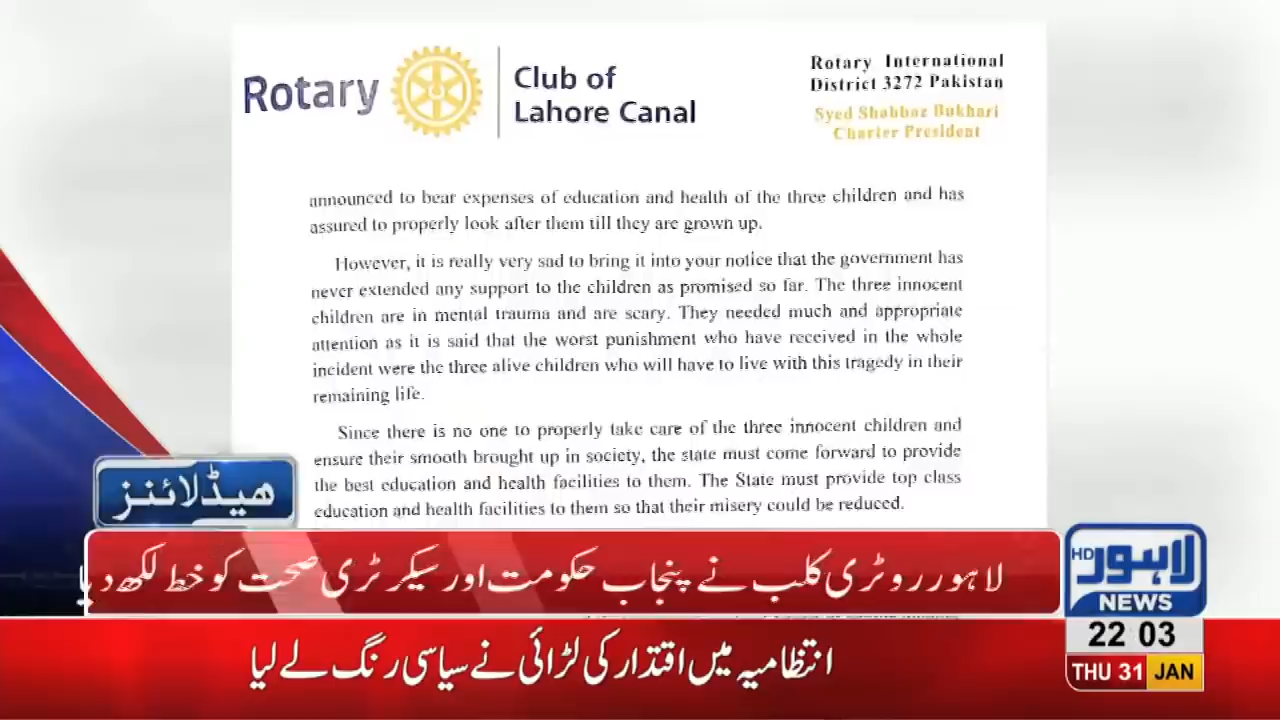 Rotary
Club of
Lahore Canal
Rotary International
District 3272 Pakistan
Syed Shahbaz Bukhari
Charter President
announced to bear expenses of education and health of the three children and has
assured to properly look after them till they are grown up.
However, it is really very sad to bring it into your notice that the government has
never extended any support to the children as promised so far. The three innocent
children are in mental trauma and are scary. They needed much and appropriate
attention as it is said that the worst punishment who have received in the whole
incident were the three alive children who will have to live with this tragedy in their
remaining life.
Since there is no one to properly take care of the three innocent children and
ensure their smooth brought up in society, the state must come forward to provide
the best education and health facilities to them. The State must provide top class
education and health facilities to them so that their misery could be reduced.
ہیڈلائنز
لاہور روٹری کلب نے پنجاب حکومت اور سیکرٹری صحت کو خط لکھ دیا
انتظامیہ میں اقتدار کی لڑائی نے سیاسی رنگ لے لیا
لاہور HD
NEWS
22 03
THU 31 JAN